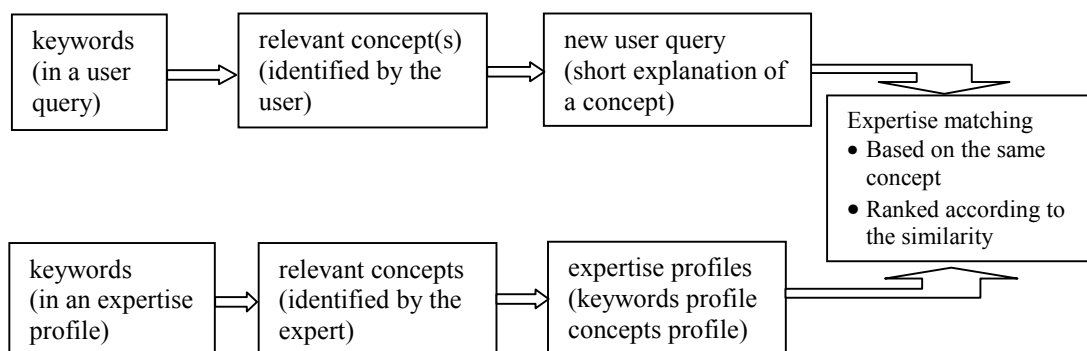 keywords
(in a user
query)
relevant concept(s)
(identified by the
user)
new user query
(short explanation of
a concept)
Expertise matching
• Based on the same
concept
• Ranked according to
the similarity
keywords
(in an expertise
profile)
relevant concepts
(identified by the
expert)
expertise profiles
(keywords profile
concepts profile)